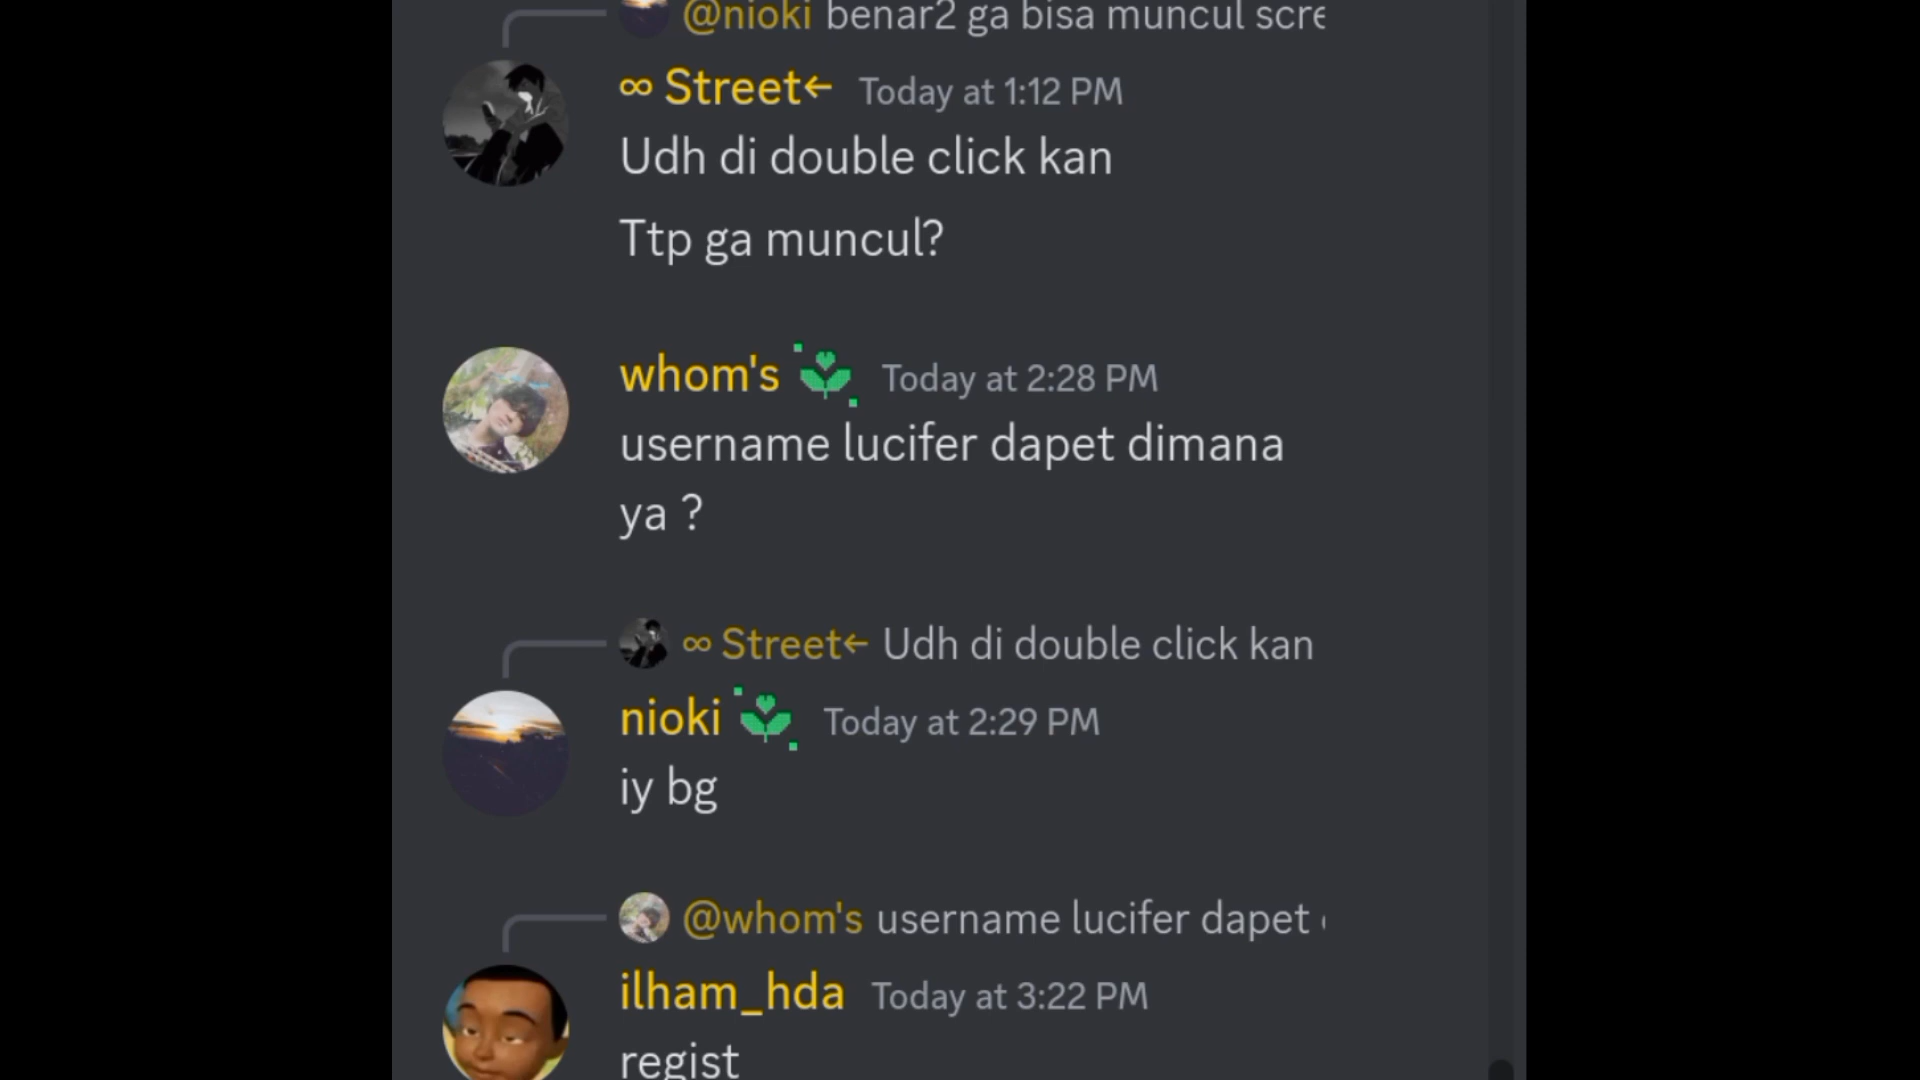 @nioki benar2 ga bisa muncul scre
∞ Street← Today at 1:12 PM
Udh di double click kan
Ttp ga muncul?
whom's Today at 2:28 PM
username lucifer dapet dimana
ya ?
∞ Street← Udh di double click kan
nioki Today at 2:29 PM
iy bg
@whom's username lucifer dapet
ilham_hda Today at 3:22 PM
regist